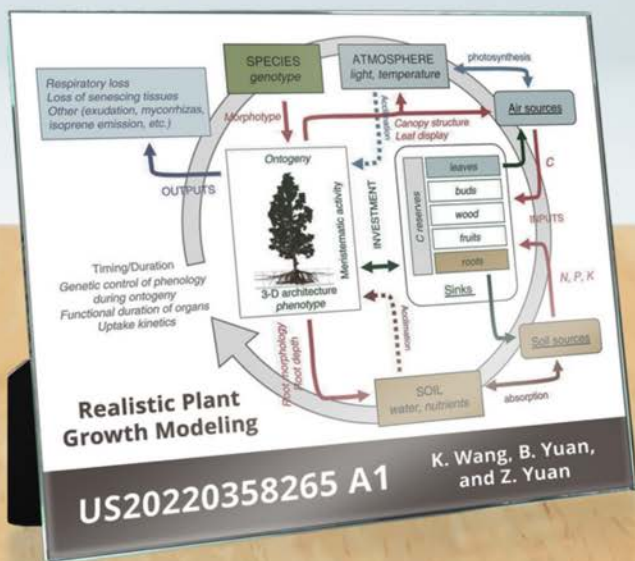 SPECIES
genotype
ATMOSPHERE
light, temperature
photosynthesis
Respiratory loss
Loss of senescing tissues
Other (exudation, mycorrhizas,
isoprene emission, etc.)
Morphotype
Acclimation
Canopy structure
Leaf display
Air sources
OUTPUTS
Ontogeny
Meristematic activity
3-D architecture
phenotype
INVESTMENT
C reserves
leaves
buds
wood
fruits
roots
Sinks
C
INPUTS
N, P, K
Timing/Duration
Genetic control of phenology
during ontogeny
Functional duration of organs
Uptake kinetics
Root morphology
Root depth
Acclimation
SOIL
water, nutrients
absorption
Soil sources
Realistic Plant
Growth Modeling
US20220358265 A1
K. Wang, B. Yuan,
and Z. Yuan